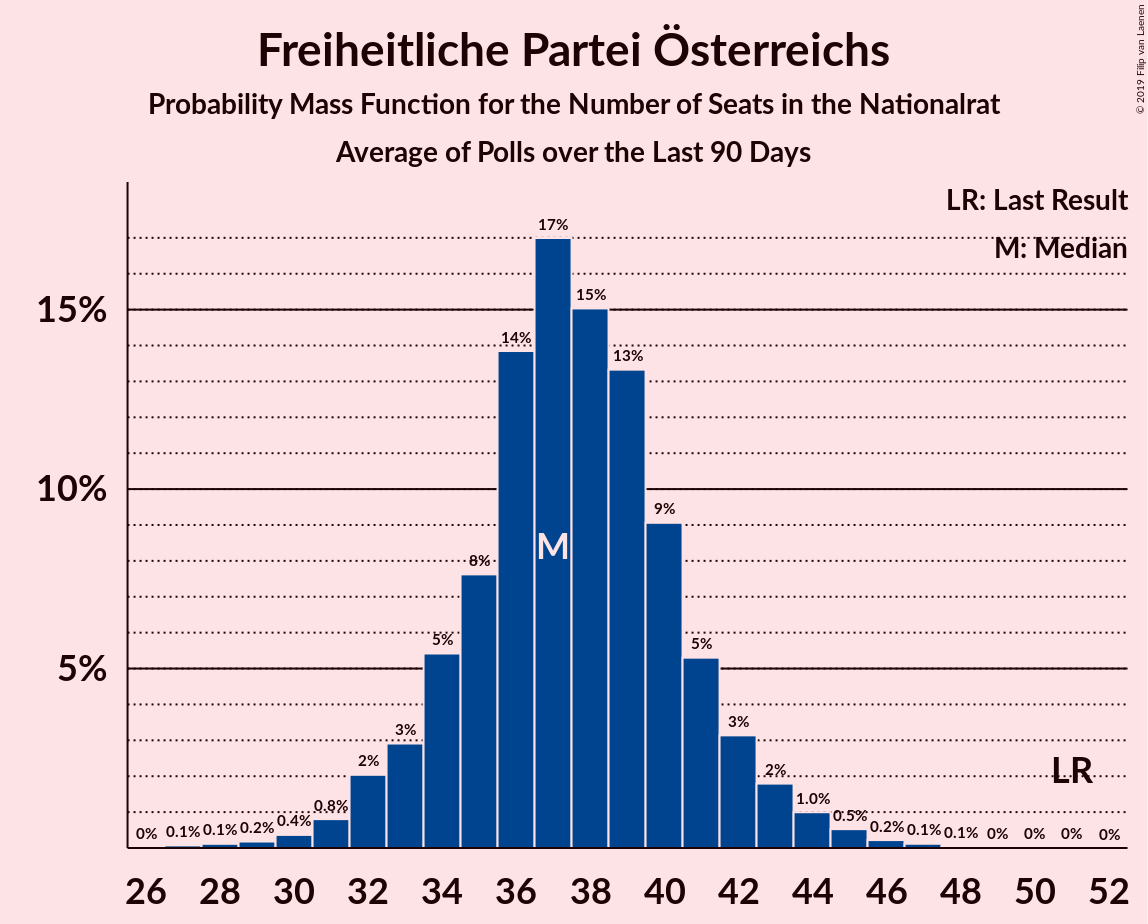 Freiheitliche Partei Österreichs
Probability Mass Function for the Number of Seats in the Nationalrat
Average of Polls over the Last 90 Days
© 2019 Filip van Laenen
LR: Last Result
M: Median
15%
10%
5%
0% 0.1% 0.1% 0.2% 0.4% 0.8% 2% 3% 5% 8% 14% 17% 15% 13% 9% 5% 3% 2% 1.0% 0.5% 0.2% 0.1% 0.1% 0% 0% 0% 0%
M
LR
26 28 30 32 34 36 38 40 42 44 46 48 50 52